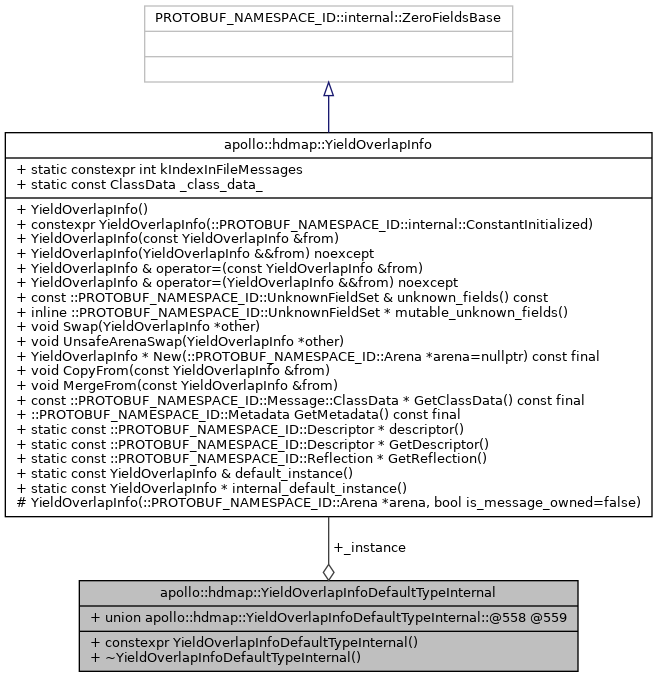 PROTOBUF_NAMESPACE_ID::internal::ZeroFieldsBase
apollo::hdmap::YieldOverlapInfo
+ static constexpr int kIndexInFileMessages
+ static const ClassData _class_data_
+ YieldOverlapInfo()
+ constexpr YieldOverlapInfo(::PROTOBUF_NAMESPACE_ID::internal::ConstantInitialized)
+ YieldOverlapInfo(const YieldOverlapInfo &from)
+ YieldOverlapInfo(YieldOverlapInfo &&from) noexcept
+ YieldOverlapInfo & operator=(const YieldOverlapInfo &from)
+ YieldOverlapInfo & operator=(YieldOverlapInfo &&from) noexcept
+ const ::PROTOBUF_NAMESPACE_ID::UnknownFieldSet & unknown_fields() const
+ inline ::PROTOBUF_NAMESPACE_ID::UnknownFieldSet * mutable_unknown_fields()
+ void Swap(YieldOverlapInfo *other)
+ void UnsafeArenaSwap(YieldOverlapInfo *other)
+ YieldOverlapInfo * New(::PROTOBUF_NAMESPACE_ID::Arena *arena=nullptr) const final
+ void CopyFrom(const YieldOverlapInfo &from)
+ void MergeFrom(const YieldOverlapInfo &from)
+ const ::PROTOBUF_NAMESPACE_ID::Message::ClassData * GetClassData() const final
+ ::PROTOBUF_NAMESPACE_ID::Metadata GetMetadata() const final
+ static const ::PROTOBUF_NAMESPACE_ID::Descriptor * descriptor()
+ static const ::PROTOBUF_NAMESPACE_ID::Descriptor * GetDescriptor()
+ static const ::PROTOBUF_NAMESPACE_ID::Reflection * GetReflection()
+ static const YieldOverlapInfo & default_instance()
+ static const YieldOverlapInfo * internal_default_instance()
# YieldOverlapInfo(::PROTOBUF_NAMESPACE_ID::Arena *arena, bool is_message_owned=false)
+_instance
apollo::hdmap::YieldOverlapInfoDefaultTypeInternal
+ union apollo::hdmap::YieldOverlapInfoDefaultTypeInternal::@558 @559
+ constexpr YieldOverlapInfoDefaultTypeInternal()
+ ~YieldOverlapInfoDefaultTypeInternal()